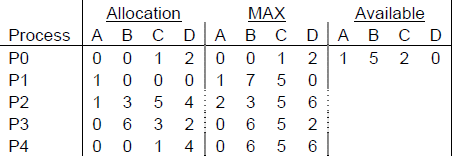 Allocation MAX Available
Process A B C D A B C D A B C D
P0 0 0 1 2 0 0 1 2 1 5 2 0
P1 1 0 0 0 1 7 5 0
P2 1 3 5 4 2 3 5 6
P3 0 6 3 2 0 6 5 2
P4 0 0 1 4 0 6 5 6